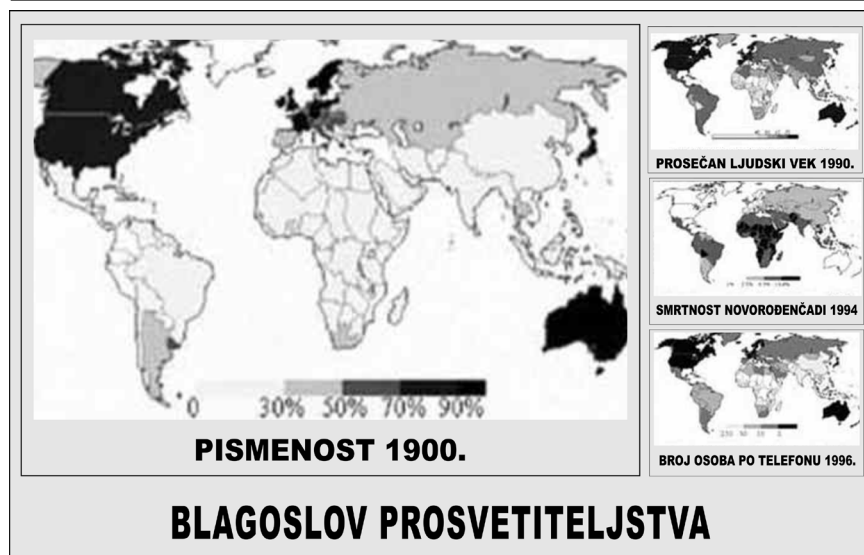 0 30% 50% 70% 90%
PISMENOST 1900.
PROSEČAN LJUDSKI VEK 1990.
SMRTNOST NOVOROĐENČADI 1994
BROJ OSOBA PO TELEFONU 1996.
BLAGOSLOV PROSVETITELJSTVA